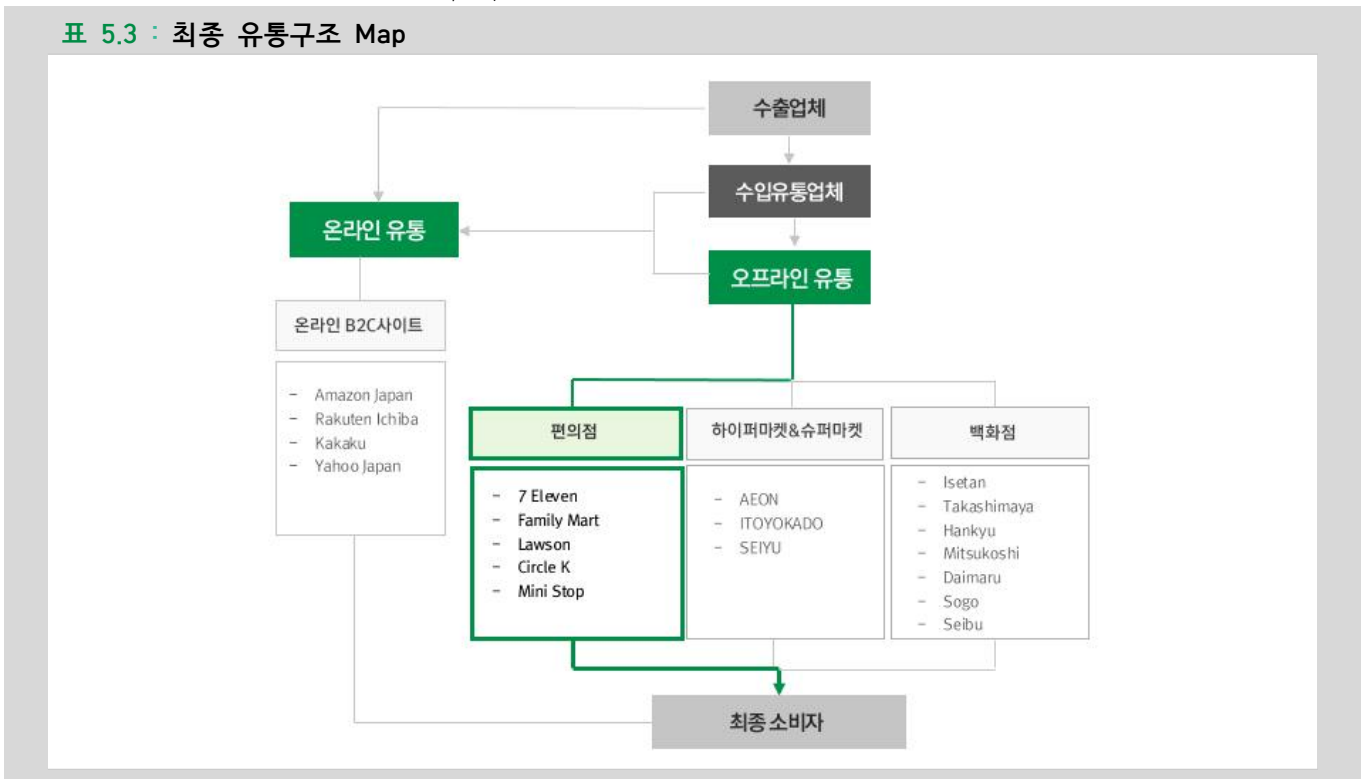 표 5.3 : 최종 유통구조 Map
수출업체
수입유통업체
온라인 유통
오프라인 유통
온라인 B2C사이트
- Amazon Japan
- Rakuten Ichiba
- Kakaku
- Yahoo Japan
편의점
- 7 Eleven
- Family Mart
- Lawson
- Circle K
- Mini Stop
하이퍼마켓&슈퍼마켓
- AEON
- ITOYOKADO
- SEIYU
백화점
- Isetan
- Takashimaya
- Hankyu
- Mitsukoshi
- Daimaru
- Sogo
- Seibu
최종 소비자